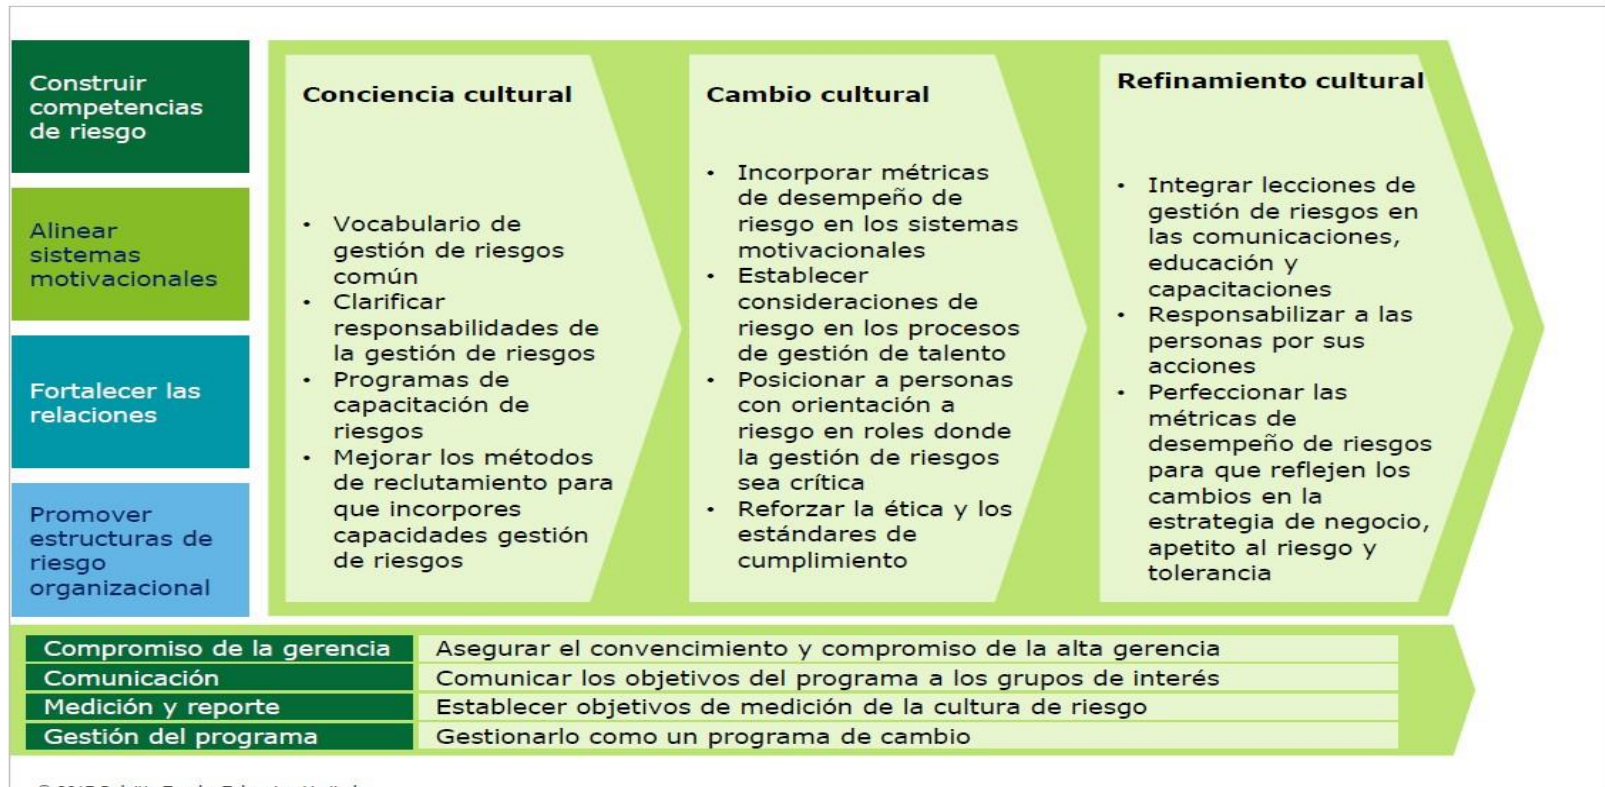 Construir
competencias
de riesgo
Alinear
sistemas
motivacionales
Fortalecer las
relaciones
Promover
estructuras de
riesgo
organizacional
Conciencia cultural
• Vocabulario de
gestión de riesgos
común
• Clarificar
responsabilidades de
la gestión de riesgos
• Programas de
capacitación de
riesgos
• Mejorar los métodos
de reclutamiento para
que incorpores
capacidades gestión
de riesgos
Cambio cultural
• Incorporar métricas
de desempeño de
riesgo en los sistemas
motivacionales
• Establecer
consideraciones de
riesgo en los procesos
de gestión de talento
• Posicionar a personas
con orientación a
riesgo en roles donde
la gestión de riesgos
sea crítica
• Reforzar la ética y los
estándares de
cumplimiento
Refinamiento cultural
• Integrar lecciones de
gestión de riesgos en
las comunicaciones,
educación y
capacitaciones
• Responsabilizar a las
personas por sus
acciones
• Perfeccionar las
métricas de
desempeño de riesgos
para que reflejen los
cambios en la
estrategia de negocio,
apetito al riesgo y
tolerancia
Compromiso de la gerencia Asegurar el convencimiento y compromiso de la alta gerencia
Comunicación Comunicar los objetivos del programa a los grupos de interés
Medición y reporte Establecer objetivos de medición de la cultura de riesgo
Gestión del programa Gestionarlo como un programa de cambio